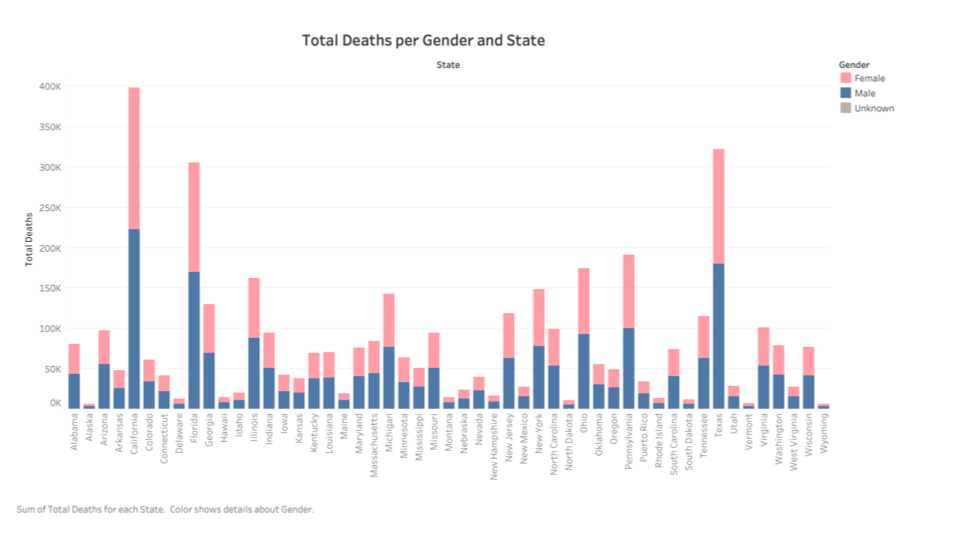 Total Deaths per Gender and State
State
Gender
Female
Male
Unknown
Total Deaths
400K
350K
300K
250K
200K
150K
100K
50K
0K
Alabama
Alaska
Arizona
Arkansas
California
Colorado
Connecticut
Delaware
Florida
Georgia
Hawaii
Idaho
Illinois
Indiana
Iowa
Kansas
Kentucky
Louisiana
Maine
Maryland
Massachusetts
Michigan
Minnesota
Mississippi
Missouri
Montana
Nebraska
Nevada
New Hampshire
New Jersey
New Mexico
New York
North Carolina
North Dakota
Ohio
Oklahoma
Oregon
Pennsylvania
Puerto Rico
Rhode Island
South Carolina
South Dakota
Tennessee
Texas
Utah
Vermont
Virginia
Washington
West Virginia
Wisconsin
Wyoming
Sum of Total Deaths for each State. Color shows details about Gender.